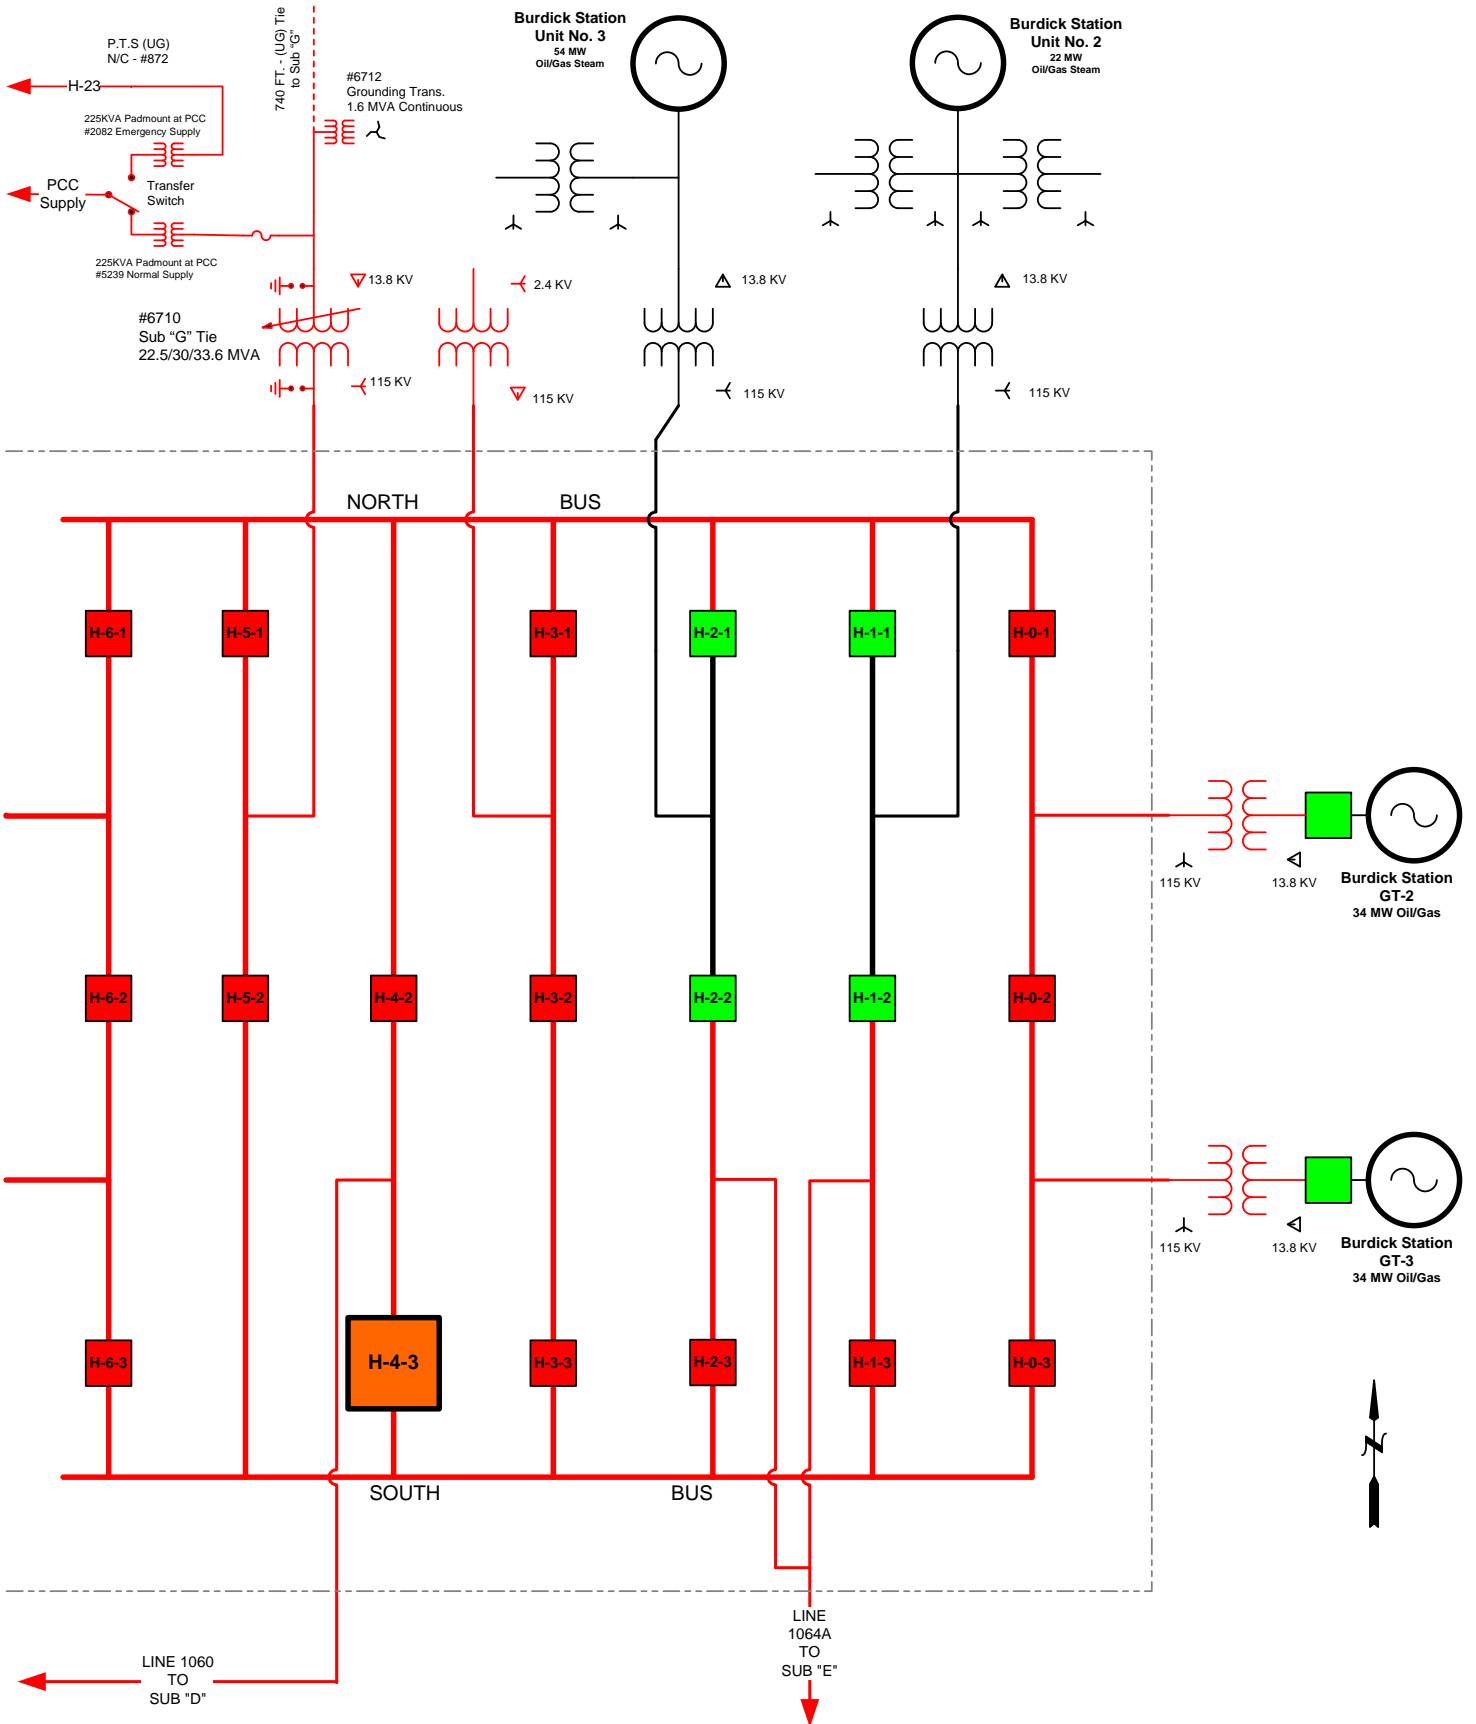 P.T.S (UG)
N/C - #872
H-23
225KVA Padmount at PCC
#2082 Emergency Supply
PCC
Supply
Transfer
Switch
225KVA Padmount at PCC
#5239 Normal Supply
740 FT. - (UG) Tie
to Sub "G"
#6712
Grounding Trans.
1.6 MVA Continuous
Burdick Station
Unit No. 3
54 MW
Oil/Gas Steam
Burdick Station
Unit No. 2
22 MW
Oil/Gas Steam
13.8 KV
2.4 KV
13.8 KV
13.8 KV
#6710
Sub “G” Tie
22.5/30/33.6 MVA
115 KV
115 KV
115 KV
115 KV
NORTH BUS
H-6-1
H-5-1
H-3-1
H-2-1
H-1-1
H-0-1
115 KV
13.8 KV
Burdick Station
GT-2
34 MW Oil/Gas
H-6-2
H-5-2
H-4-2
H-3-2
H-2-2
H-1-2
H-0-2
115 KV
13.8 KV
Burdick Station
GT-3
34 MW Oil/Gas
H-6-3
H-4-3
H-3-3
H-2-3
H-1-3
H-0-3
N
SOUTH BUS
LINE 1060
TO
SUB "D"
LINE
1064A
TO
SUB "E"